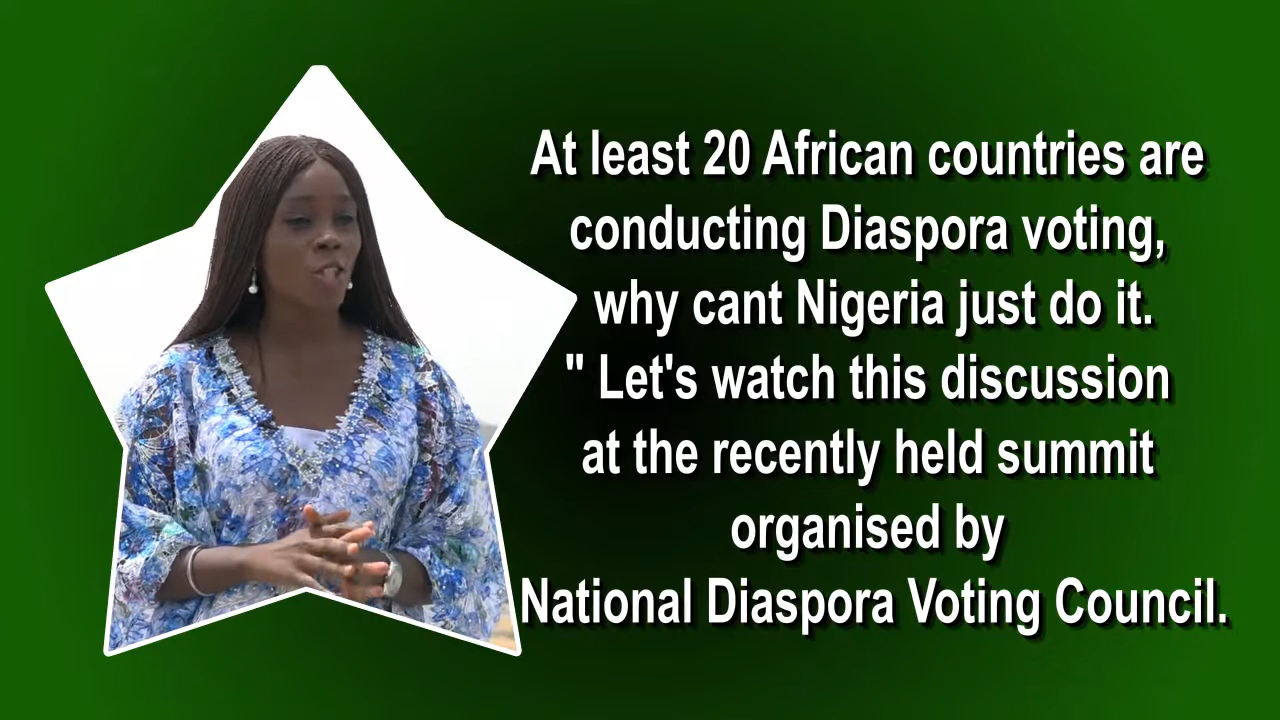 At least 20 African countries are
conducting Diaspora voting,
why cant Nigeria just do it.
" Let's watch this discussion
at the recently held summit
organised by
National Diaspora Voting Council.